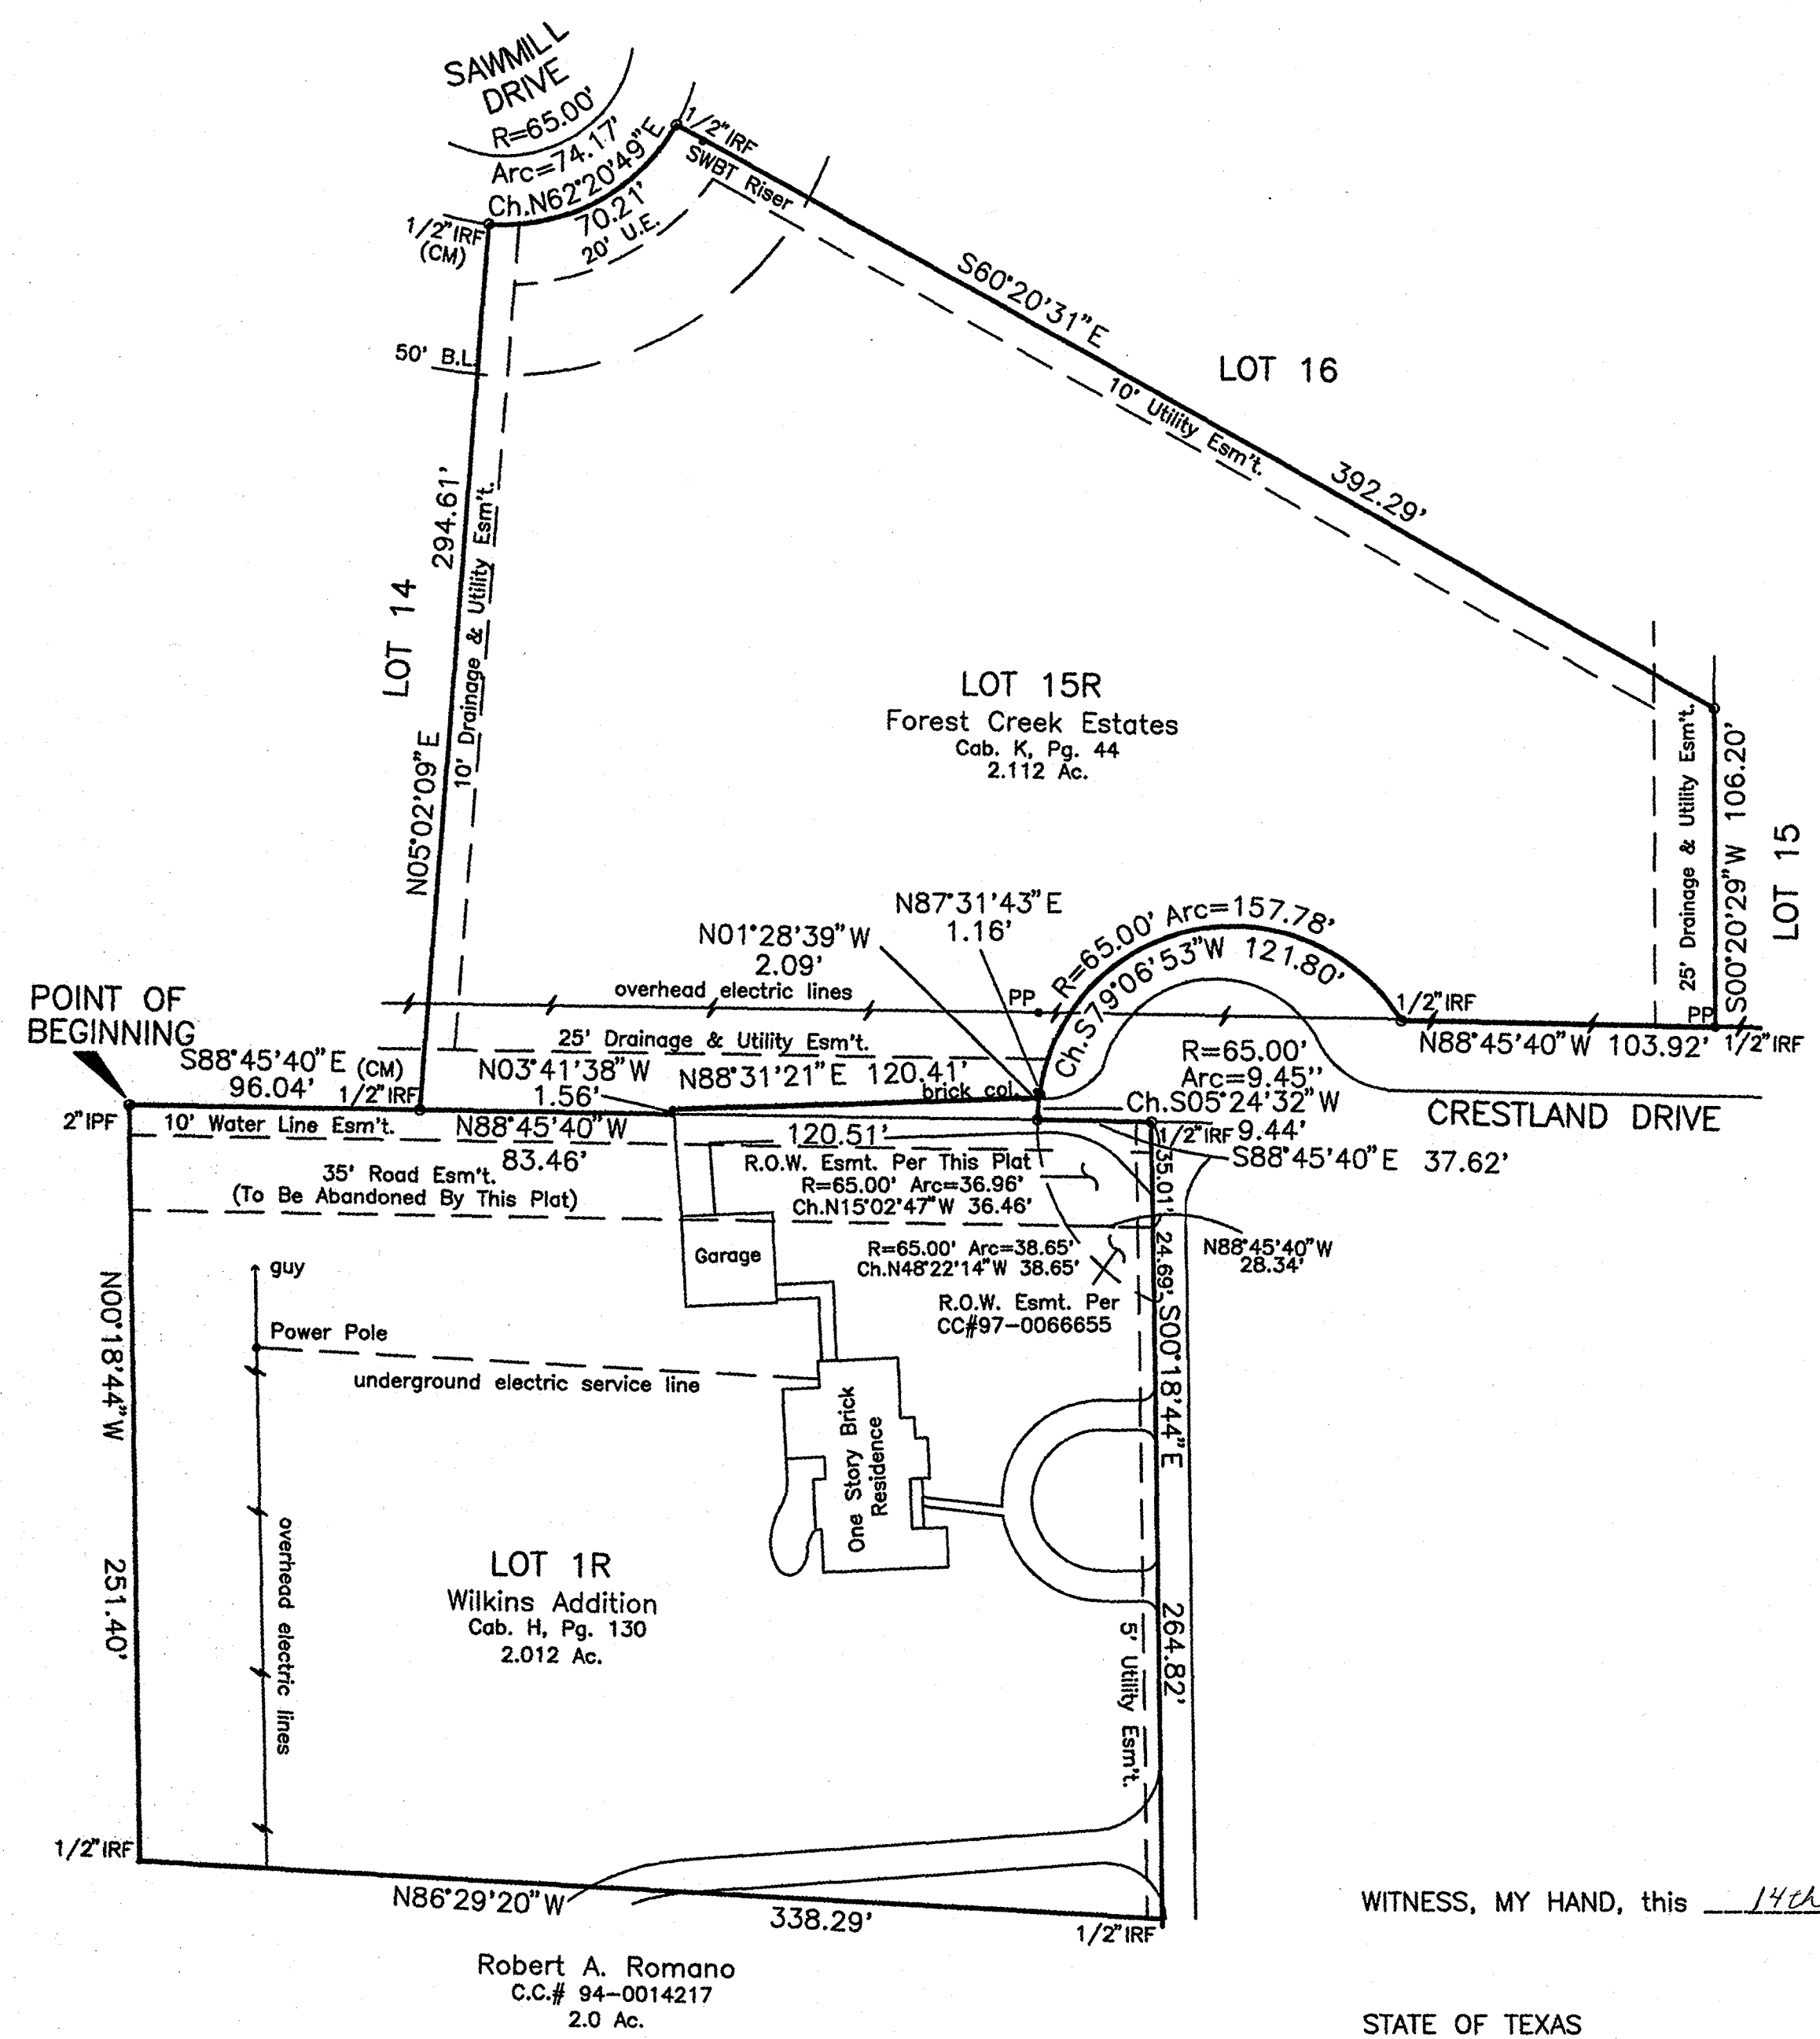 SAWMILL
DRIVE
R=65.00'
Arc=74.17'
Ch.N62°20'49"E
70.21'
20' U.E.
1/2"IRF
SWBT Riser
1/2"IRF
(CM)
50' B.L.
S60°20'31"E
392.29'
10' Utility Esm't.
LOT 16
LOT 14
294.61'
N05°02'09"E
10' Drainage & Utility Esm't.
LOT 15R
Forest Creek Estates
Cab. K, Pg. 44
2.112 Ac.
25' Drainage & Utility Esm't.
S00°20'29"W 106.20'
LOT 15
N87°31'43"E
1.16'
N01°28'39"W
2.09'
R=65.00' Arc=157.78'
Ch.S79°06'53"W 121.80'
overhead electric lines
PP
1/2"IRF
PP
N88°45'40"W 103.92'
1/2"IRF
POINT OF
BEGINNING
25' Drainage & Utility Esm't.
S88°45'40"E (CM)
96.04'
1/2"IRF
N03°41'38"W
1.56'
N88°31'21"E 120.41'
brick col.
R=65.00'
Arc=9.45''
Ch.S05°24'32"W
9.44'
CRESTLAND DRIVE
2"IPF
10' Water Line Esm't.
N88°45'40"W
83.46'
120.51'
1/2"IRF
S88°45'40"E 37.62'
35' Road Esm't.
(To Be Abandoned By This Plat)
R.O.W. Esmt. Per This Plat
R=65.00' Arc=36.96'
Ch.N15°02'47"W 36.46'
35.01'
R=65.00' Arc=38.65'
Ch.N48°22'14"W 38.65'
24.69'
N88°45'40"W
28.34'
R.O.W. Esmt. Per
CC#97-0066655
Garage
guy
Power Pole
underground electric service line
N00°18'44"W
251.40'
overhead electric lines
One Story Brick
Residence
S00°18'44"E
264.82'
5' Utility Esm't.
LOT 1R
Wilkins Addition
Cab. H, Pg. 130
2.012 Ac.
1/2"IRF
N86°29'20"W
338.29'
1/2"IRF
Robert A. Romano
C.C.# 94-0014217
2.0 Ac.
WITNESS, MY HAND, this 14th
STATE OF TEXAS